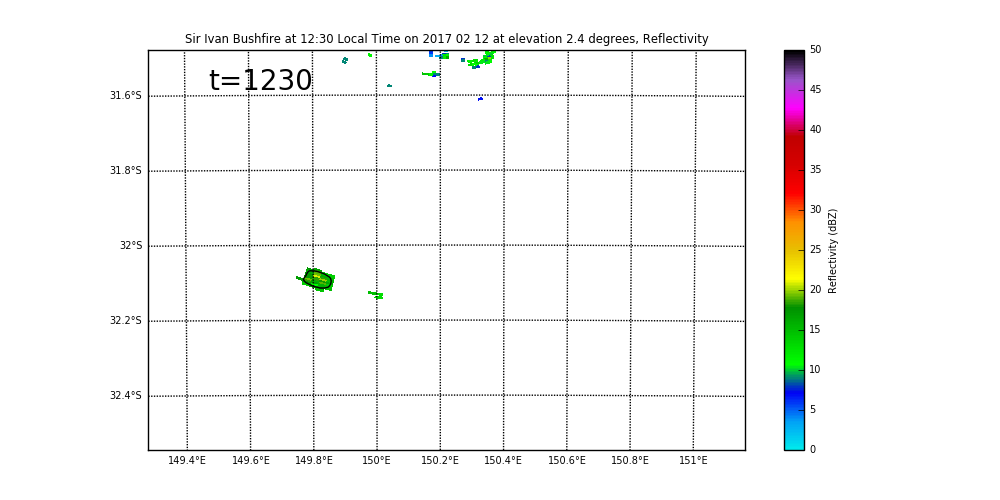 Sir Ivan Bushfire at 12:30 Local Time on 2017 02 12 at elevation 2.4 degrees, Reflectivity
t=1230
31.6°S
31.8°S
32°S
32.2°S
32.4°S
149.4°E 149.6°E 149.8°E 150°E 150.2°E 150.4°E 150.6°E 150.8°E 151°E
50
45
40
35
30
25
20
15
10
5
0
Reflectivity (dBZ)